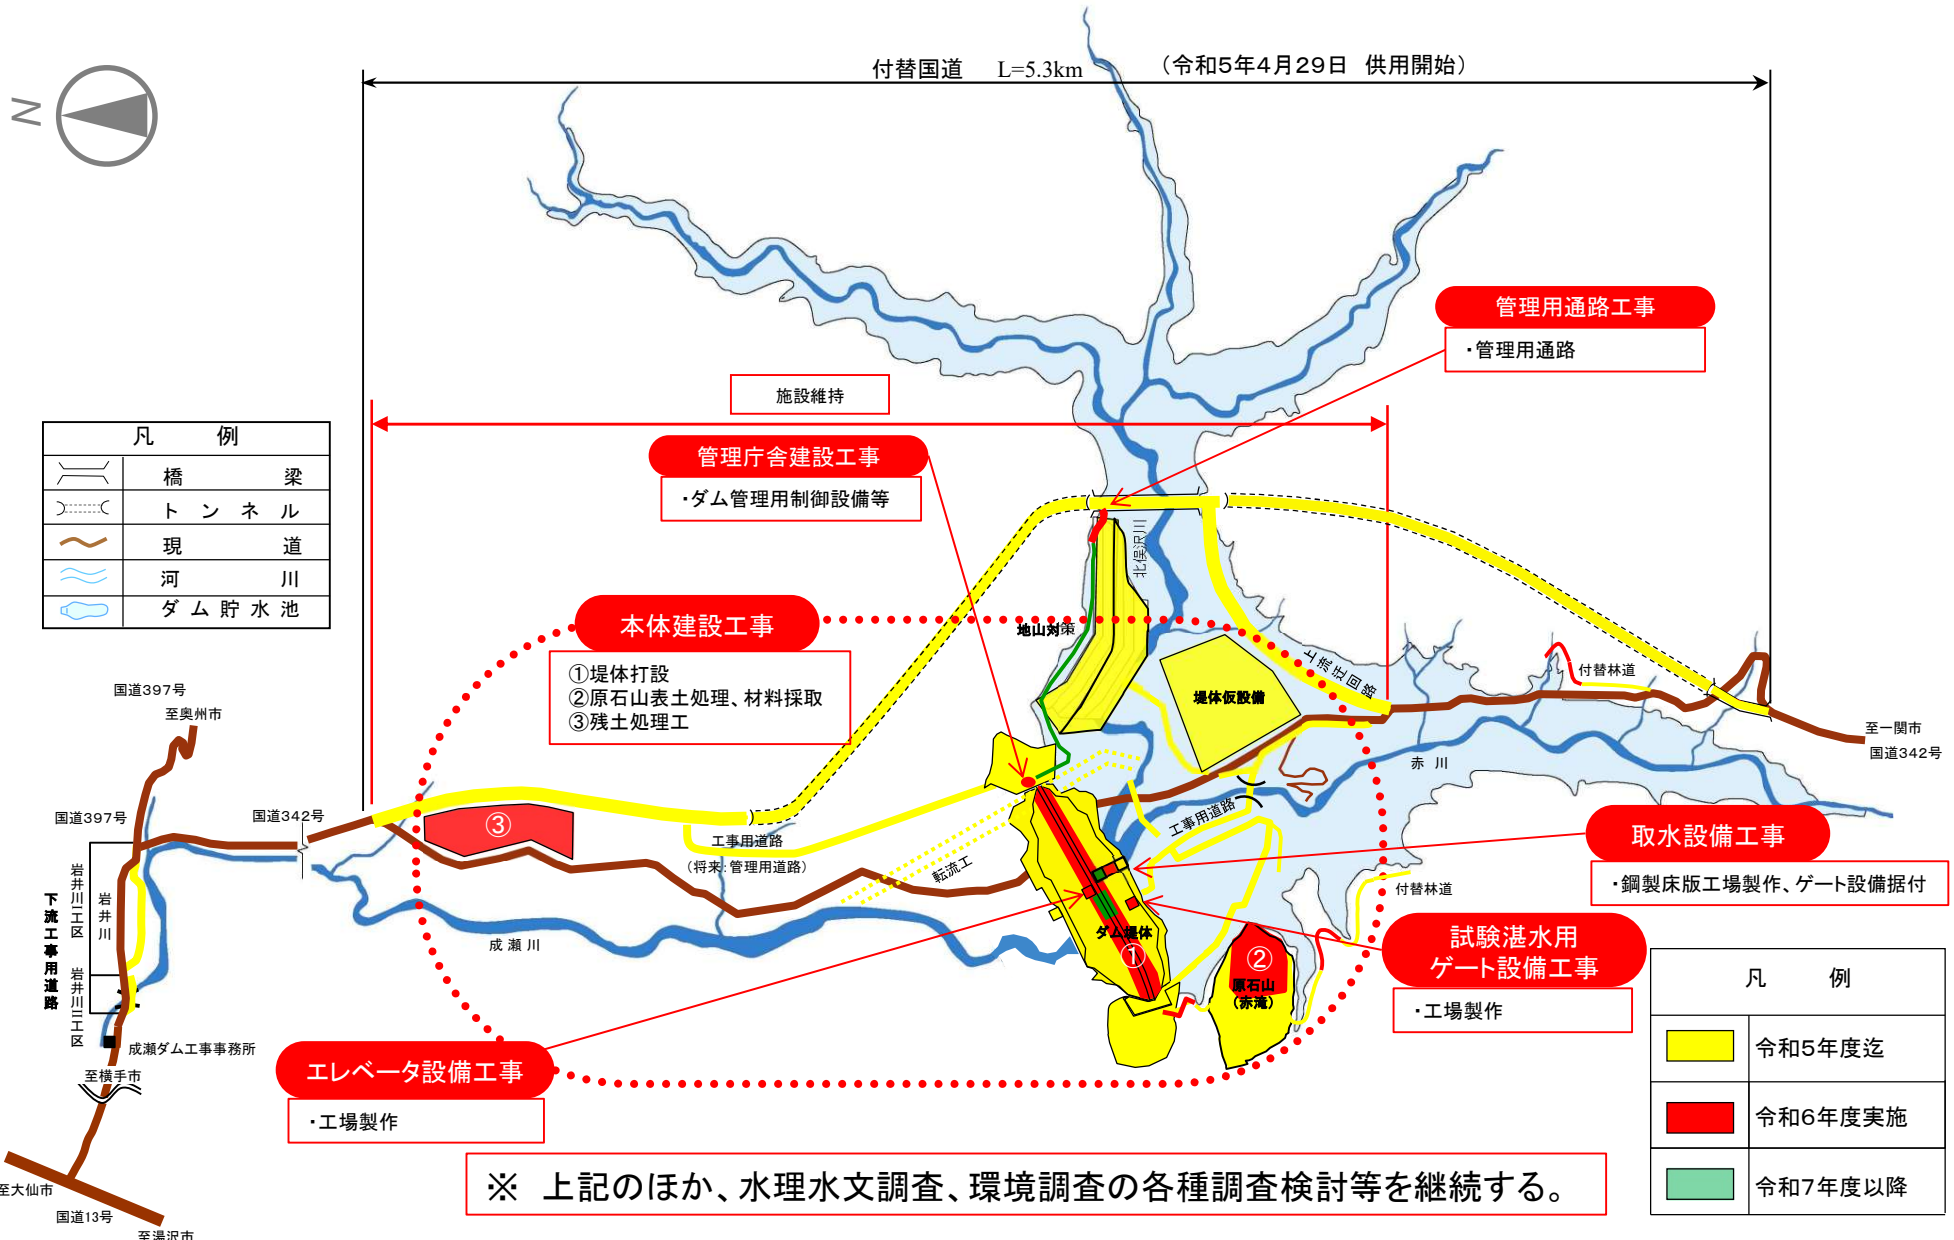 付替国道 L=5.3km （令和5年4月29日 供用開始）
N
管理用通路工事
・管理用通路
施設維持
管理庁舎建設工事
・ダム管理用制御設備等
凡 例
橋 梁
トンネル
現 道
河 川
ダム貯水池
北俣沢川
本体建設工事
①堤体打設
②原石山表土処理、材料採取
③残土処理工
地山対策
堤体仮設備
上流迂回路
付替林道
至一関市
国道342号
赤川
国道397号
至奥州市
国道397号
国道342号
③
工事用道路
（将来：管理用道路）
転流工
工事用道路
取水設備工事
・鋼製床版工場製作、ゲート設備据付
付替林道
下流工事用道路
岩井川二工区
岩井川
岩井川三工区
成瀬川
ダム堤体
①
②
原石山
（赤滝）
試験湛水用
ゲート設備工事
・工場製作
成瀬ダム工事事務所
至横手市
エレベータ設備工事
・工場製作
凡 例
令和5年度迄
令和6年度実施
令和7年度以降
※ 上記のほか、水理水文調査、環境調査の各種調査検討等を継続する。
至大仙市
国道13号
至湯沢市